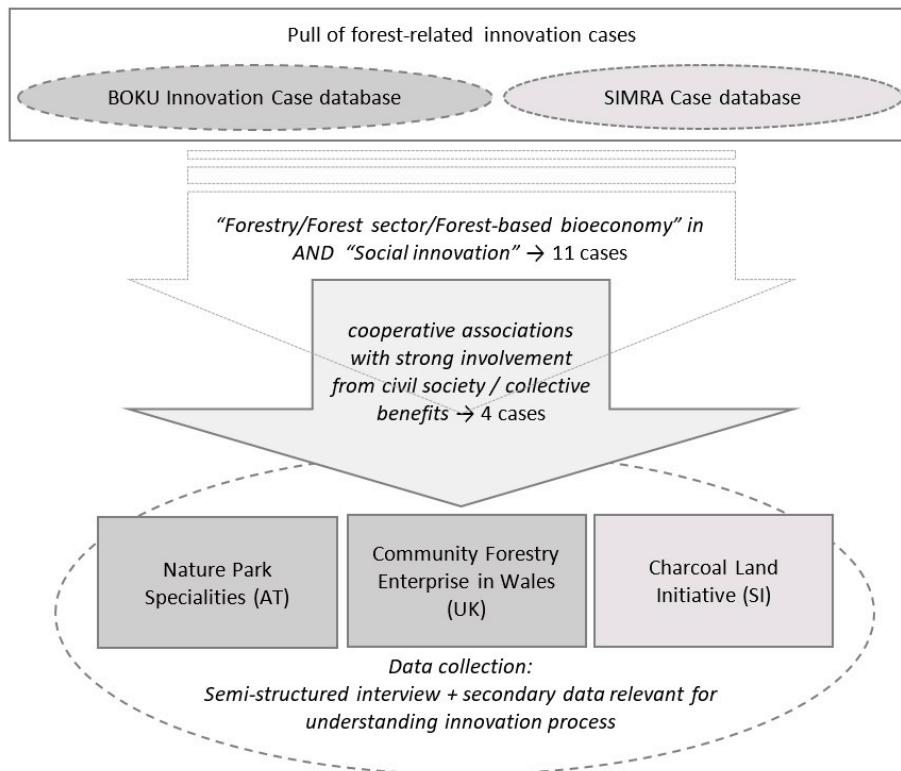 Pull of forest-related innovation cases
BOKU Innovation Case database
SIMRA Case database
“Forestry/Forest sector/Forest-based bioeconomy” in
AND “Social innovation” → 11 cases
cooperative associations
with strong involvement
from civil society / collective
benefits → 4 cases
Nature Park
Specialities (AT)
Community Forestry
Enterprise in Wales
(UK)
Charcoal Land
Initiative (SI)
Data collection:
Semi-structured interview + secondary data relevant for
understanding innovation process